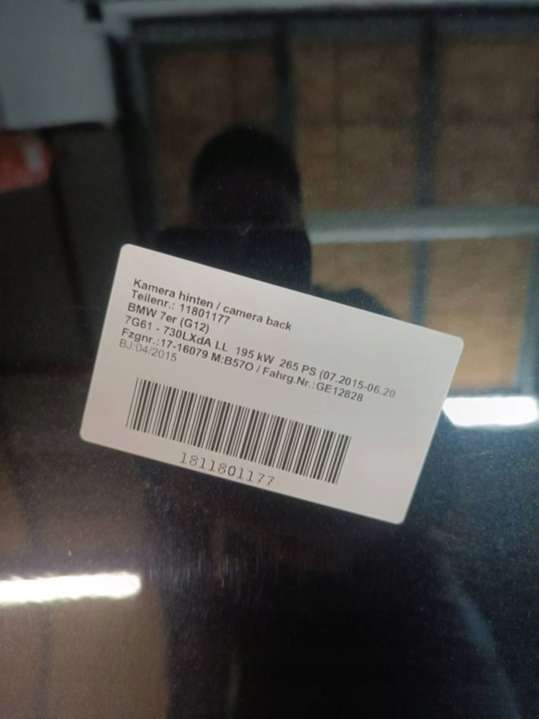 Kamera hinten / camera back
Teilenr.: 11801177
BMW 7er (G12)
7G61 - 730LXdA LL 195 kW 265 PS (07.2015-06.20
Fzgnr.:17-16079 M:B57O / Fahrg.Nr.:GE12828
BJ:04/2015
1811801177